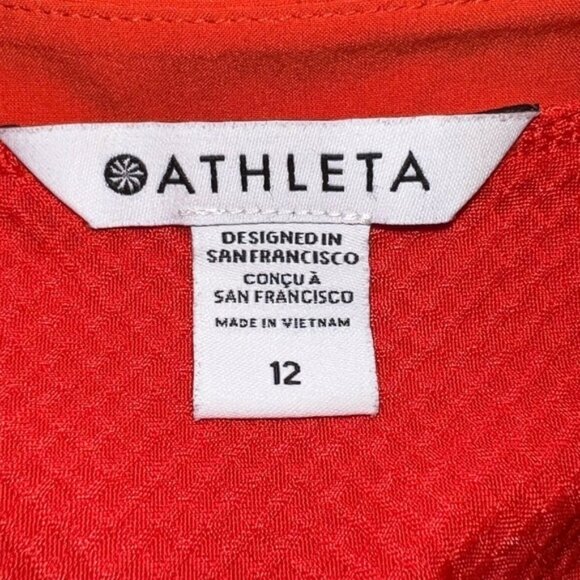 ATHLETA
DESIGNED IN
SAN FRANCISCO
CONÇU À
SAN FRANCISCO
MADE IN VIETNAM
12